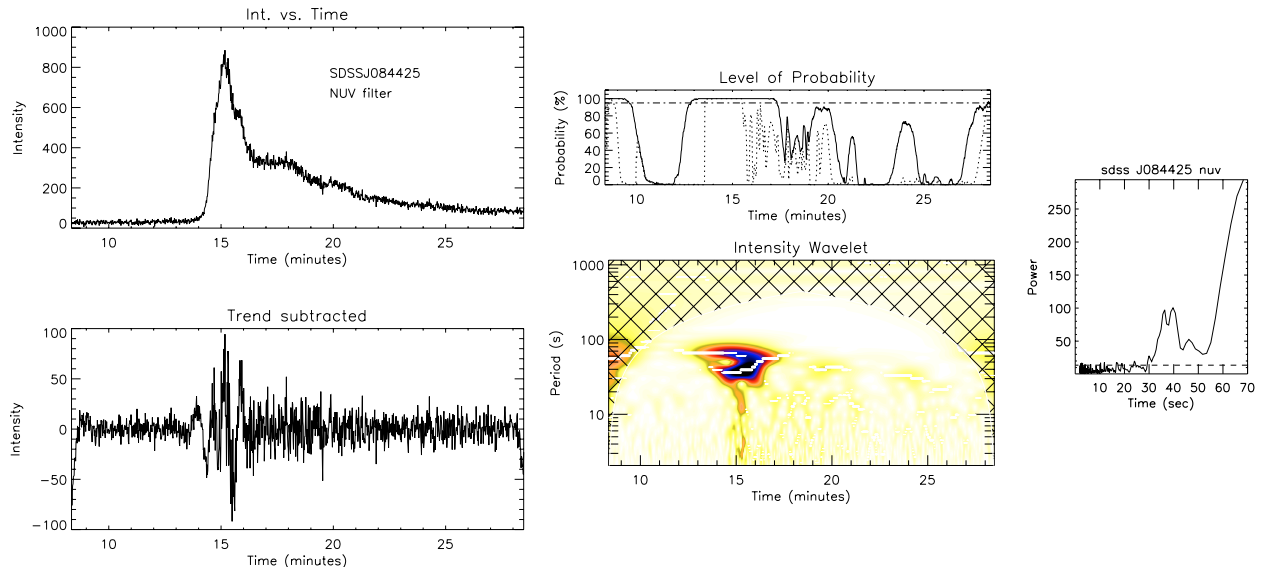 Int. vs. Time
1000
800
600
400
200
0
Intensity
SDSSJ084425
NUV filter
10
15
20
25
Time (minutes)
Trend subtracted
100
50
0
−50
−100
Intensity
10
15
20
25
Time (minutes)
Level of Probability
100
80
60
40
20
0
Probability (%)
10
15
20
25
Time (minutes)
Intensity Wavelet
1000
100
10
Period (s)
10
15
20
25
Time (minutes)
sdss J084425 nuv
250
200
150
100
50
Power
10
20
30
40
50
60
70
Time (sec)